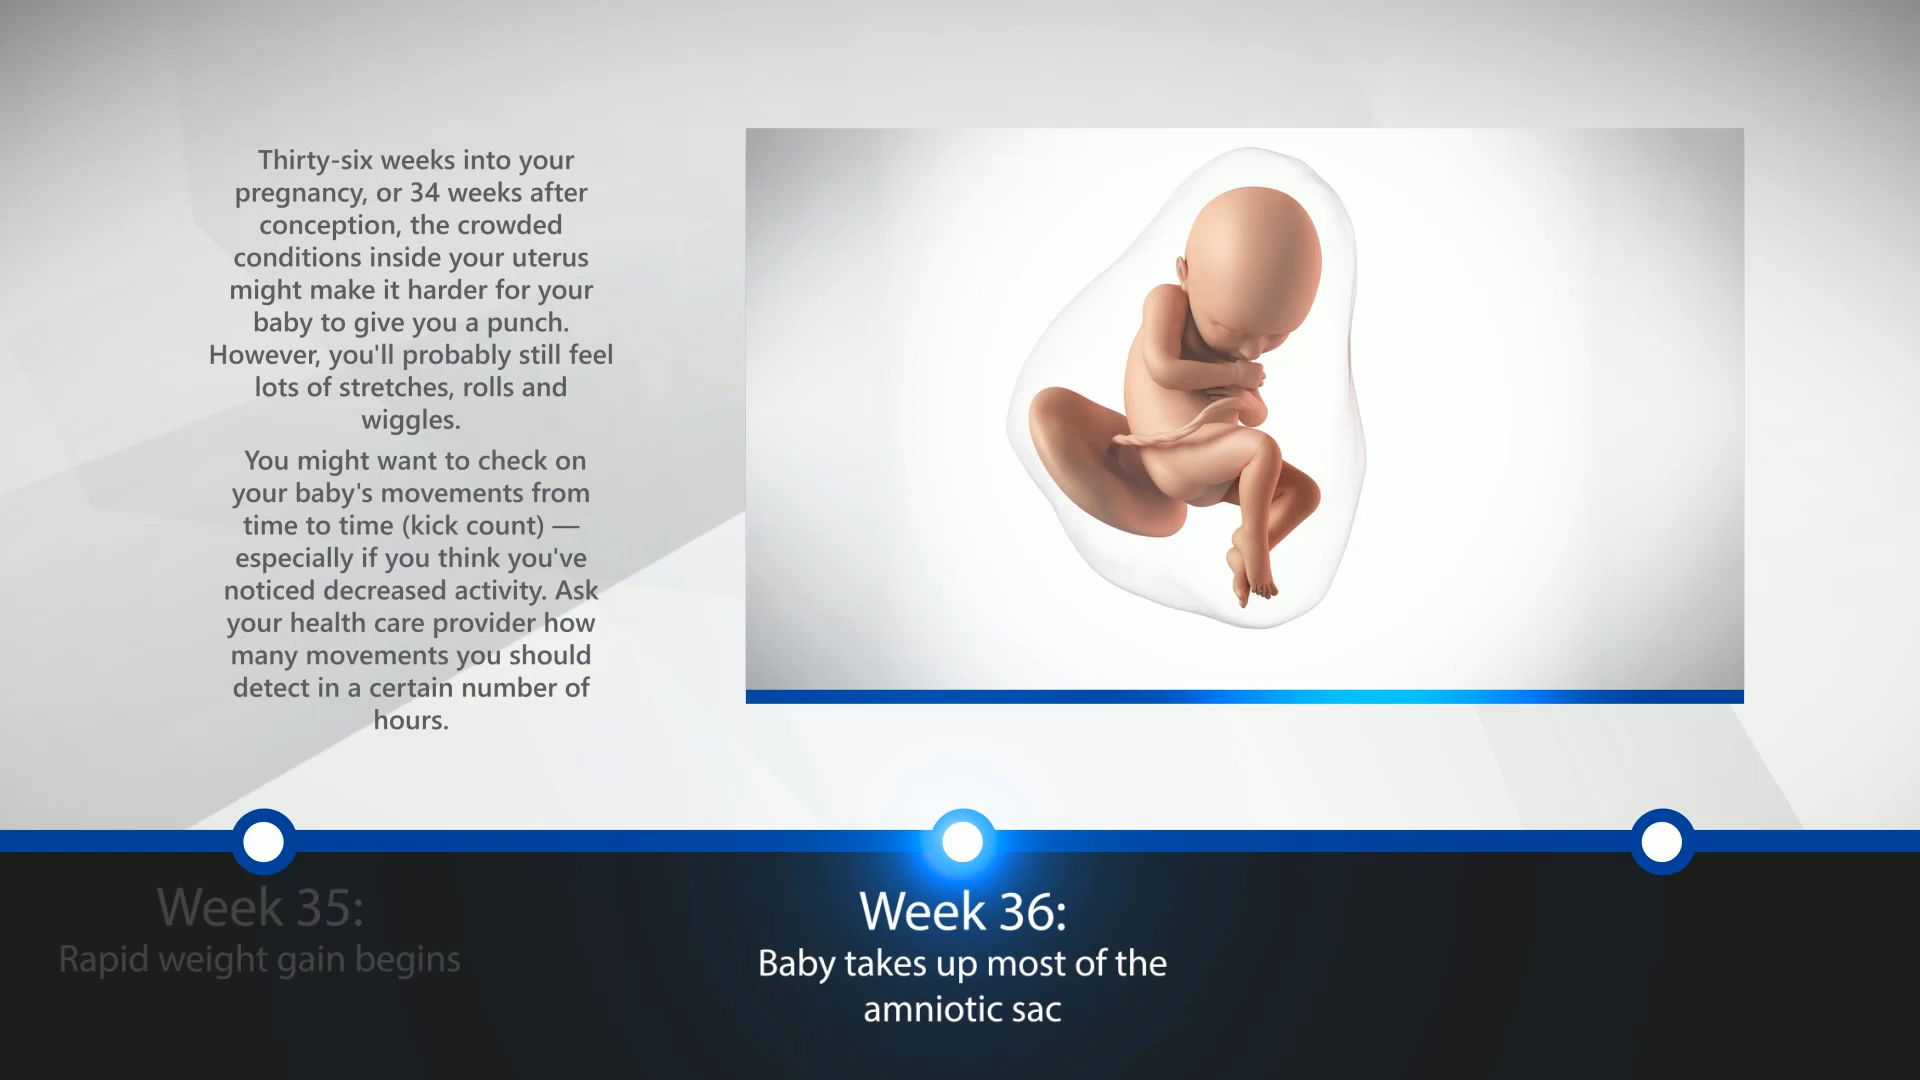 Thirty-six weeks into your
pregnancy, or 34 weeks after
conception, the crowded
conditions inside your uterus
might make it harder for your
baby to give you a punch.
However, you'll probably still feel
lots of stretches, rolls and
wiggles.
You might want to check on
your baby's movements from
time to time (kick count) —
especially if you think you've
noticed decreased activity. Ask
your health care provider how
many movements you should
detect in a certain number of
hours.
Week 35:
Rapid weight gain begins
Week 36:
Baby takes up most of the
amniotic sac